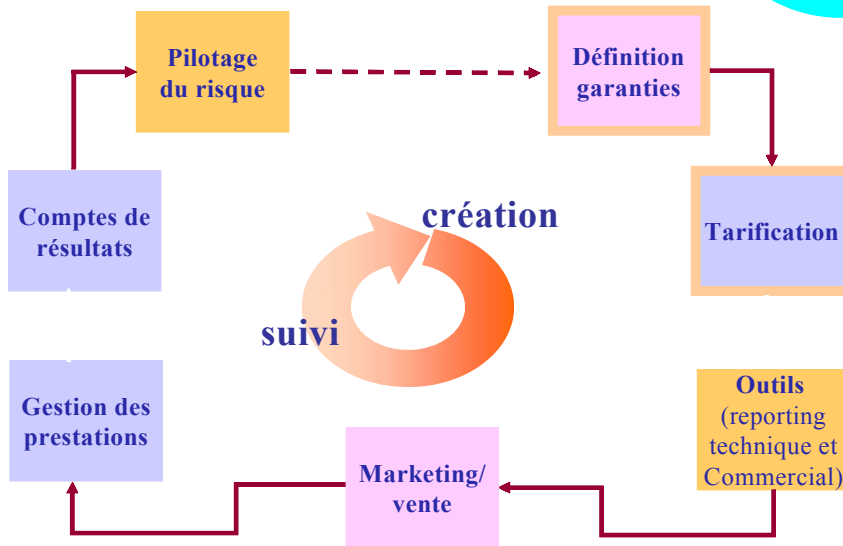 Pilotage
du risque
Définition
garanties
Comptes de
résultats
création
Tarification
suivi
Gestion des
prestations
Marketing/
vente
Outils
(reporting
technique et
Commercial)